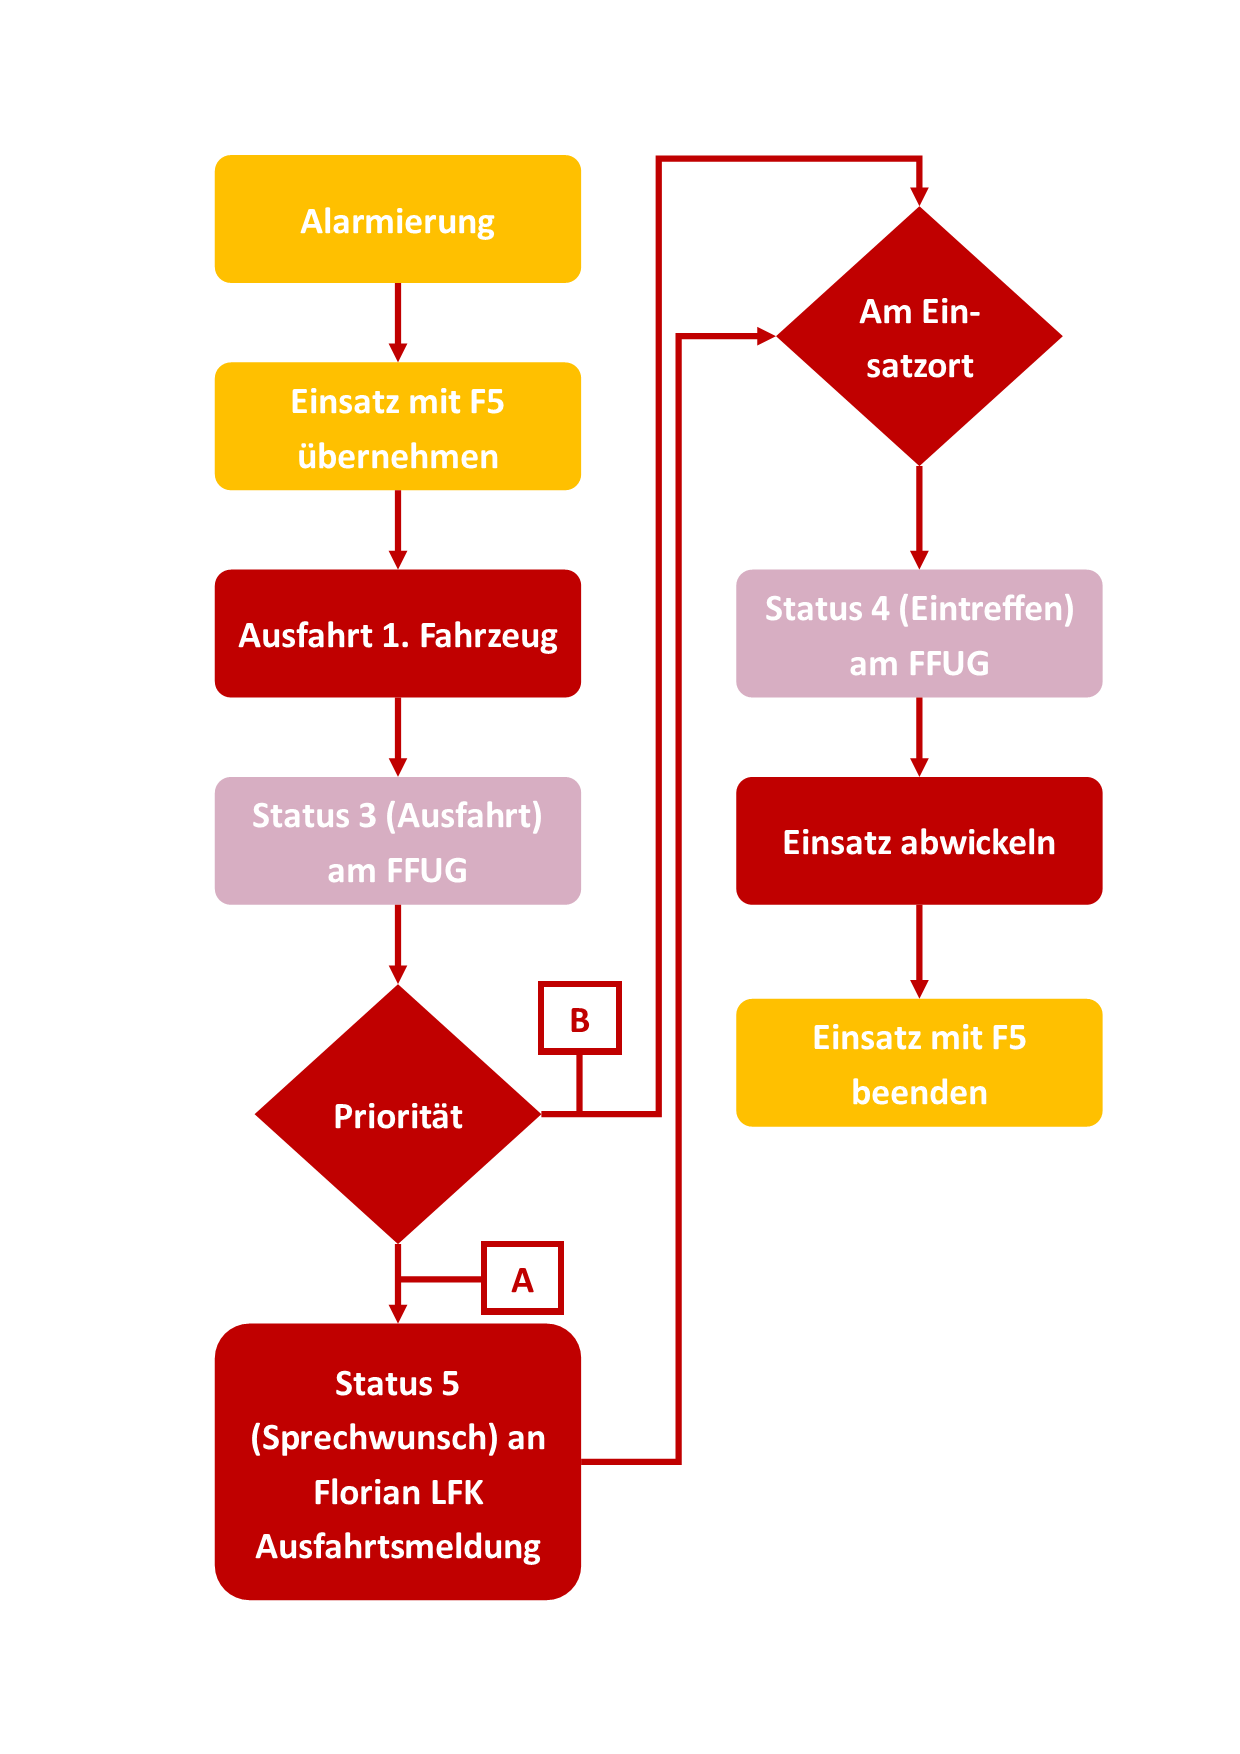 Alarmierung
Einsatz mit F5
übernehmen
Ausfahrt 1. Fahrzeug
Status 3 (Ausfahrt)
am FFUG
Priorität
B
A
Status 5
(Sprechwunsch) an
Florian LFK
Ausfahrtsmeldung
Am Ein-
satzort
Status 4 (Eintreffen)
am FFUG
Einsatz abwickeln
Einsatz mit F5
beenden